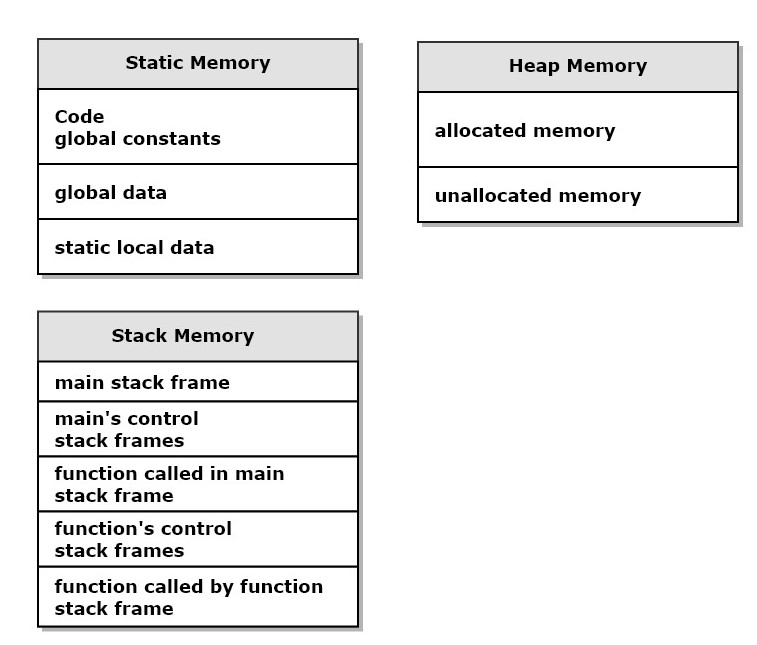 Static Memory
Code
global constants
global data
static local data
Heap Memory
allocated memory
unallocated memory
Stack Memory
main stack frame
main's control
stack frames
function called in main
stack frame
function's control
stack frames
function called by function
stack frame